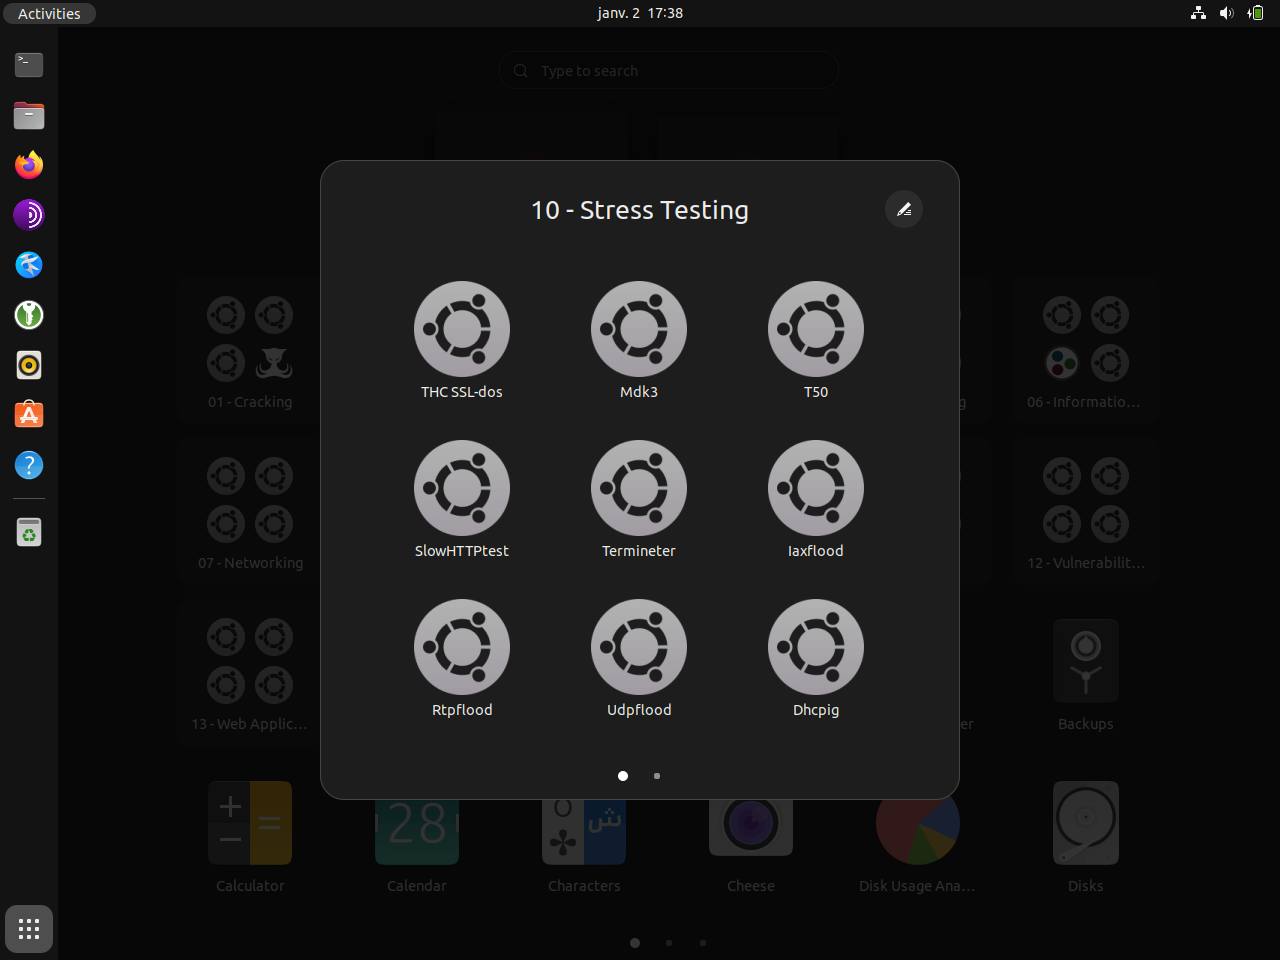 Activities
janv. 2 17:38
Type to search
10 - Stress Testing
THC SSL-dos
Mdk3
T50
SlowHTTPtest
Termineter
Iaxflood
Rtpflood
Udpflood
Dhcpig
01 - Cracking
06 - Informatio...
07 - Networking
12 - Vulnerabilit...
13 - Web Applic...
Backups
28
Calculator
Calendar
Characters
Cheese
Disk Usage Ana...
Disks